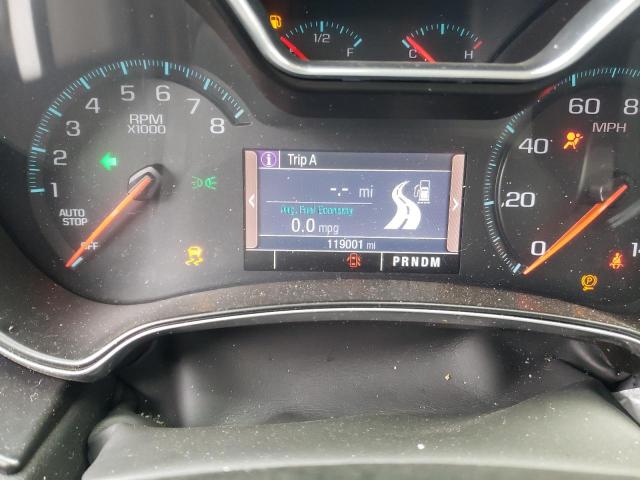 1/2 F C H
1 2 3 4 5 6 7 8
RPM
X1000
AUTO
STOP
OFF
Trip A
-.- mi
Avg. Fuel Economy
0.0 mpg
119001 mi
PRNDM
0 20 40 60
MPH